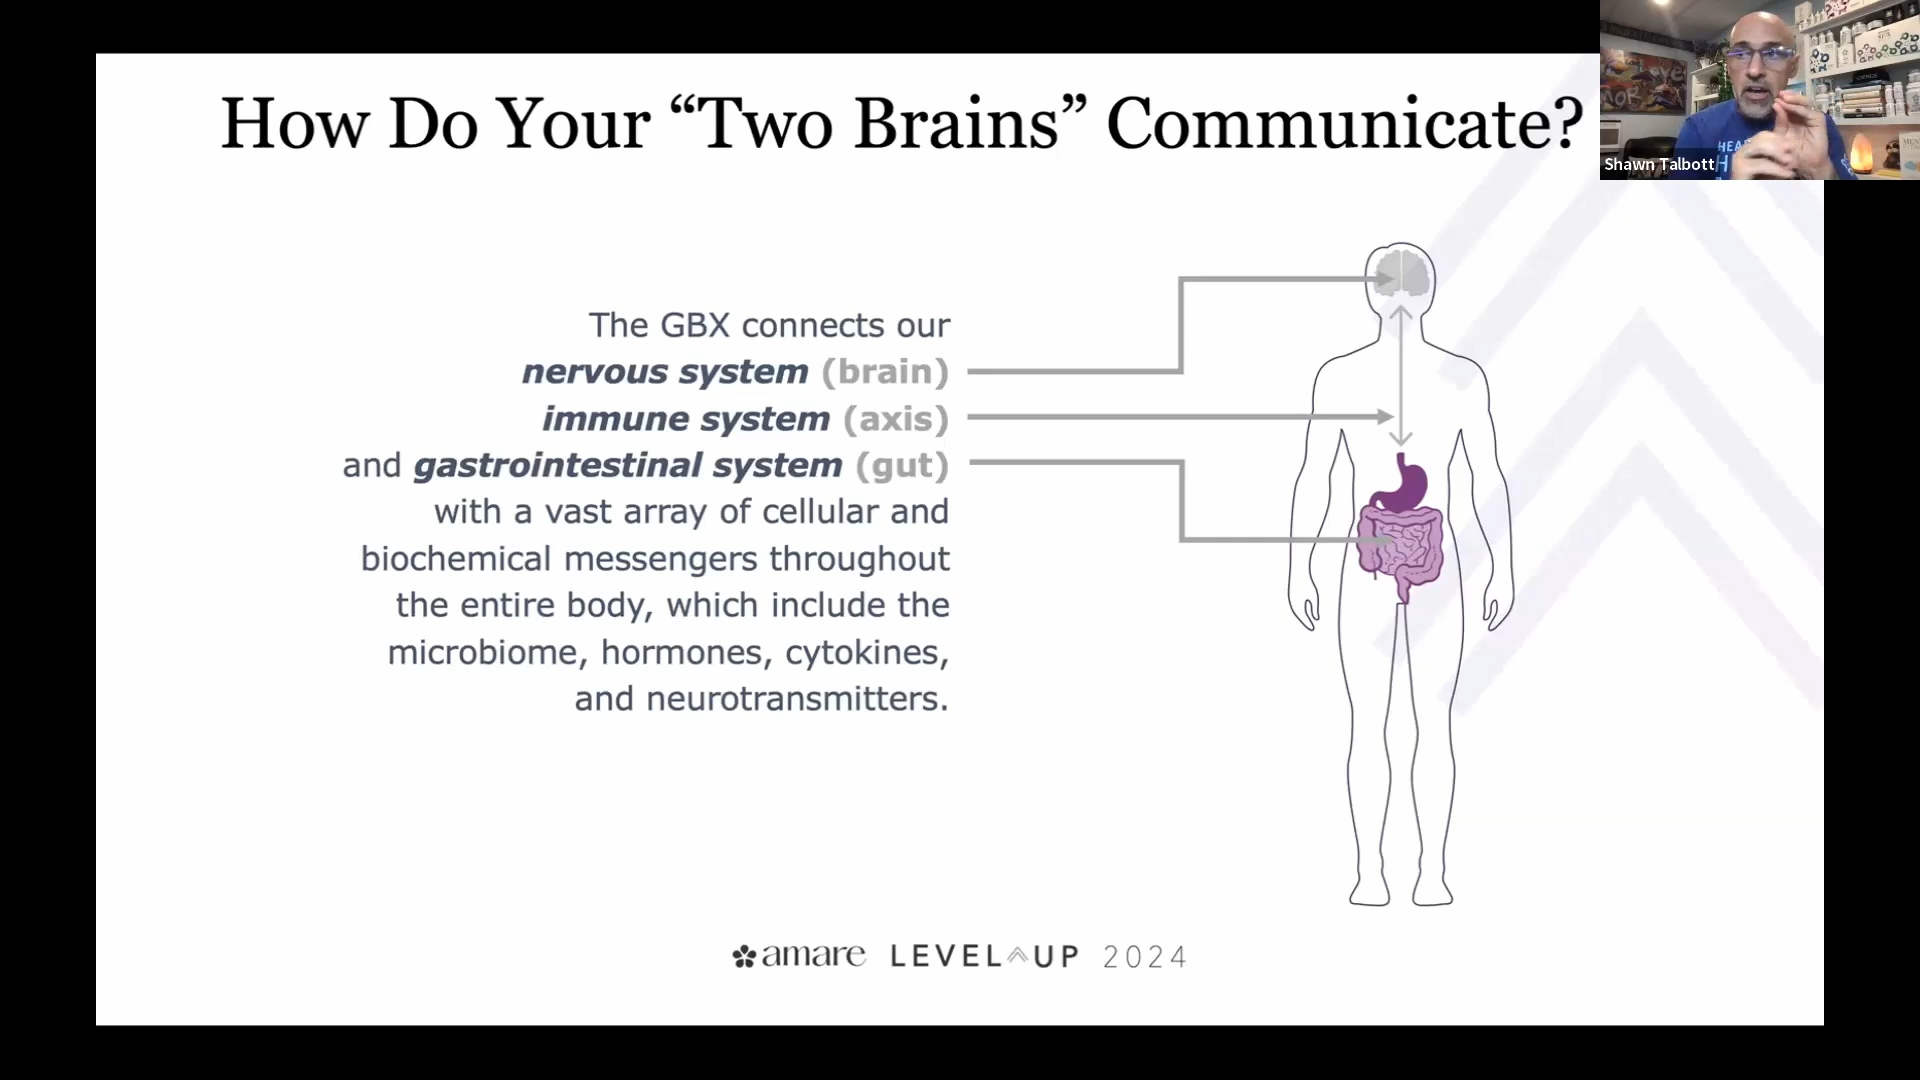 How Do Your “Two Brains” Communicate?
Shawn Talbott
HEA
The GBX connects our
nervous system (brain)
immune system (axis)
and gastrointestinal system (gut)
with a vast array of cellular and
biochemical messengers throughout
the entire body, which include the
microbiome, hormones, cytokines,
and neurotransmitters.
amare LEVEL UP 2024